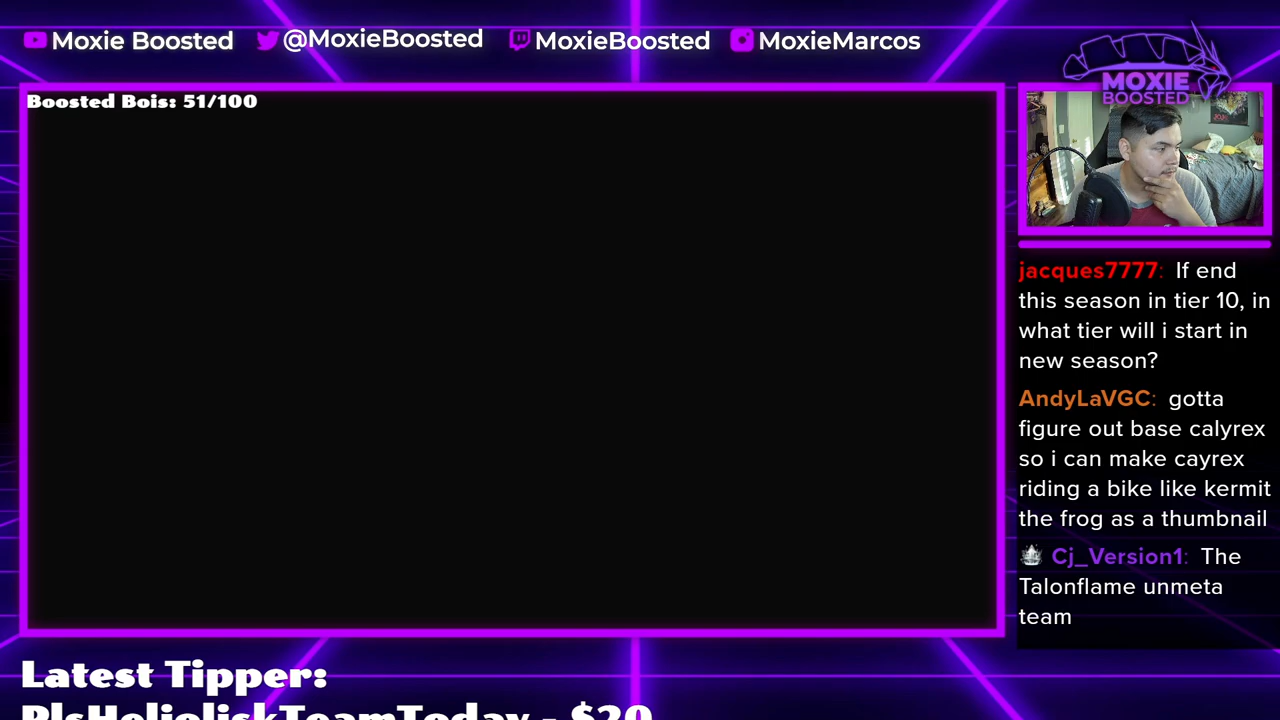 Moxie Boosted @MoxieBoosted MoxieBoosted MoxieMarcos
MOXIE
BOOSTED
Boosted Bois: 51/100
jacques7777: If end
this season in tier 10, in
what tier will i start in
new season?
AndyLaVGC: gotta
figure out base calyrex
so i can make cayrex
riding a bike like kermit
the frog as a thumbnail
Cj_Version1: The
Talonflame unmeta
team
Latest Tipper:
PlsHelioliskTeamToday - $20